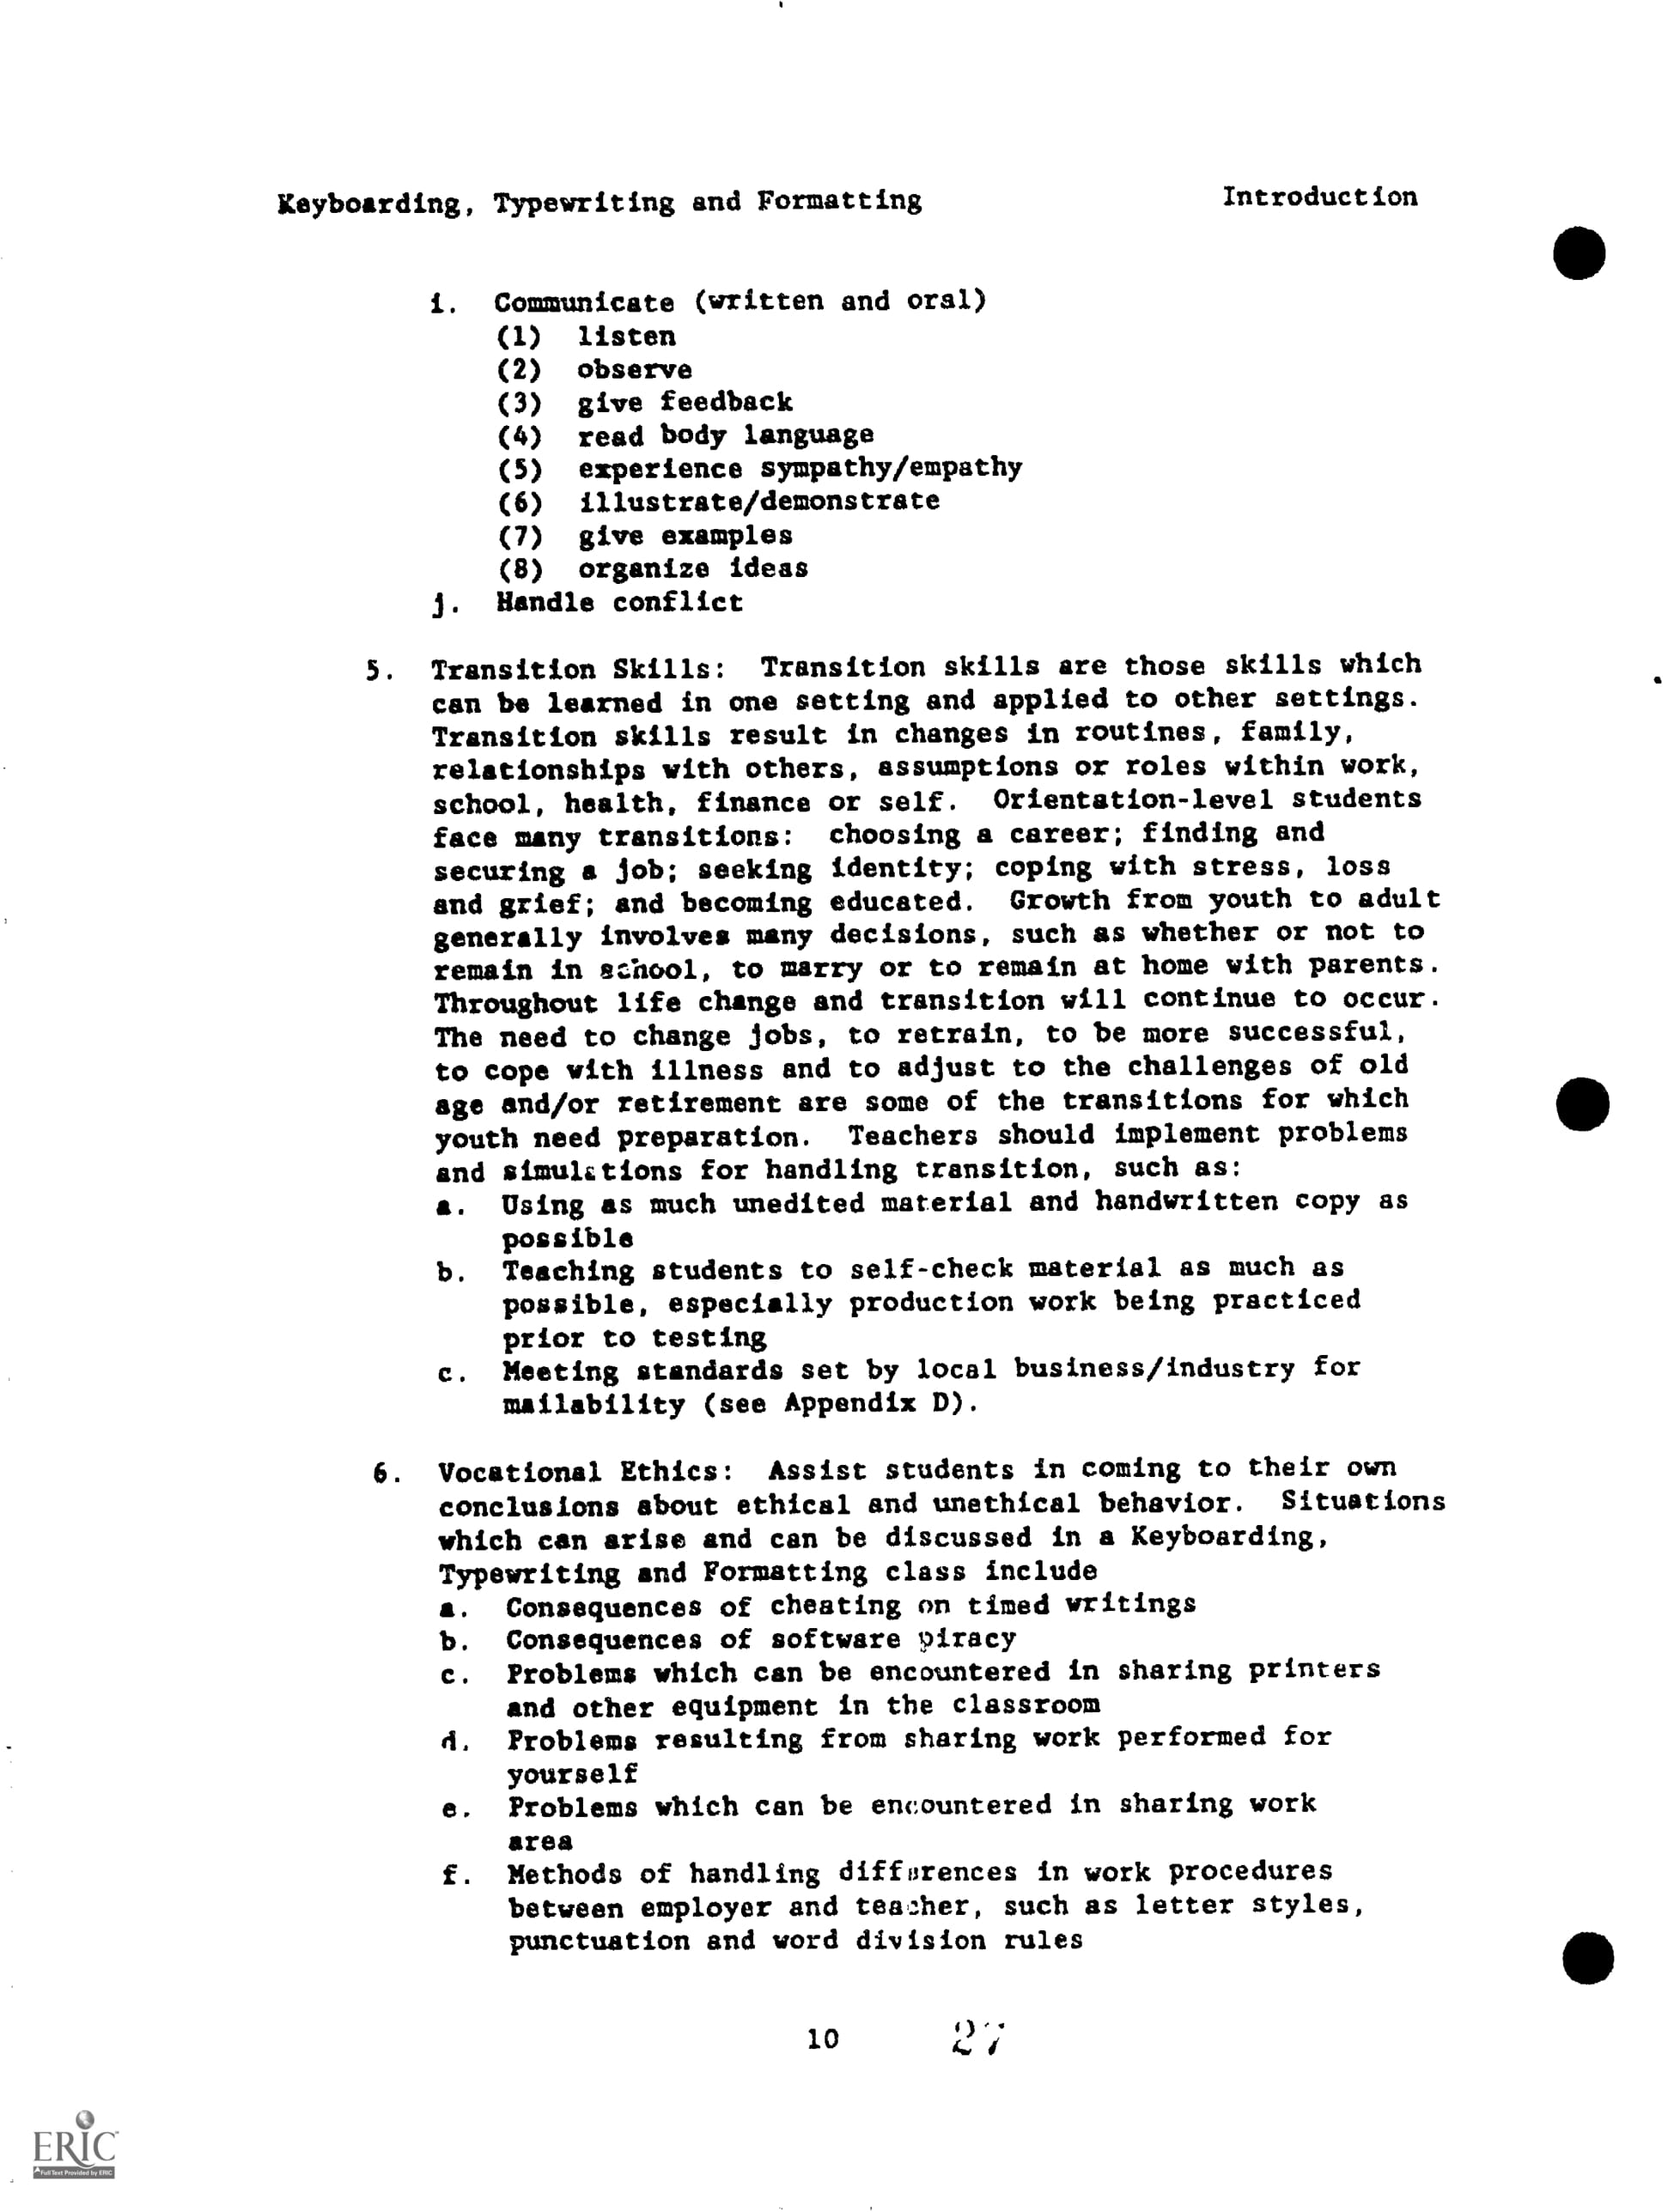 Keyboarding, Typewriting and Formatting Introduction
i. Communicate (written and oral)
(1) listen
(2) observe
(3) give feedback
(4) read body language
(5) experience sympathy/empathy
(6) illustrate/demonstrate
(7) give examples
(8) organize ideas
j. Handle conflict
5. Transition Skills: Transition skills are those skills which
can be learned in one setting and applied to other settings.
Transition skills result in changes in routines, family,
relationships with others, assumptions or roles within work,
school, health, finance or self. Orientation-level students
face many transitions: choosing a career; finding and
securing a job; seeking identity; coping with stress, loss
and grief; and becoming educated. Growth from youth to adult
generally involves many decisions, such as whether or not to
remain in school, to marry or to remain at home with parents.
Throughout life change and transition will continue to occur.
The need to change jobs, to retrain, to be more successful,
to cope with illness and to adjust to the challenges of old
age and/or retirement are some of the transitions for which
youth need preparation. Teachers should implement problems
and simulations for handling transition, such as:
a. Using as much unedited material and handwritten copy as
possible
b. Teaching students to self-check material as much as
possible, especially production work being practiced
prior to testing
c. Meeting standards set by local business/industry for
mailability (see Appendix D).
6. Vocational Ethics: Assist students in coming to their own
conclusions about ethical and unethical behavior. Situations
which can arise and can be discussed in a Keyboarding,
Typewriting and Formatting class include
a. Consequences of cheating on timed writings
b. Consequences of software piracy
c. Problems which can be encountered in sharing printers
and other equipment in the classroom
d. Problems resulting from sharing work performed for
yourself
e. Problems which can be encountered in sharing work
area
f. Methods of handling differences in work procedures
between employer and teacher, such as letter styles,
punctuation and word division rules
10 27
ERIC
Full Text Provided by ERIC